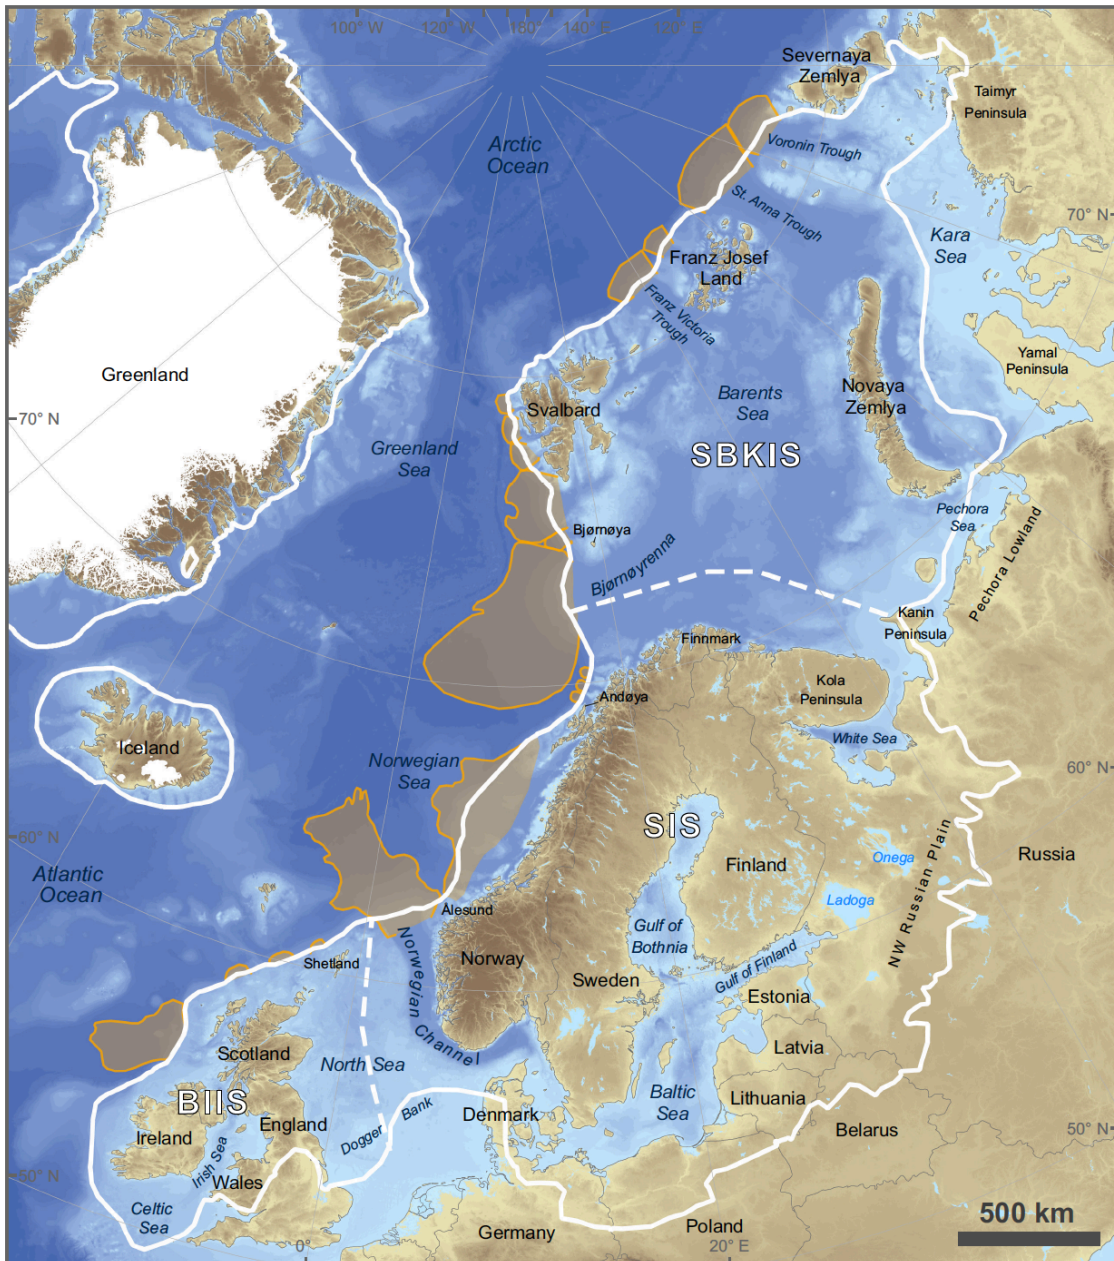 100° W
120° W
180°
140° E
120° E
Severnaya
Zemlya
Taimyr
Peninsula
Arctic
Ocean
Voronin Trough
St. Anna Trough
70° N
Kara
Sea
Franz Josef
Land
Franz Victoria
Trough
Yamal
Peninsula
Greenland
Svalbard
Barents
Sea
Novaya
Zemlya
70° N
Greenland
Sea
SBKIS
Pechora
Sea
Bjørnøya
Bjørnøyrenna
Pechora Lowland
Kanin
Peninsula
Finnmark
Kola
Peninsula
Andøya
White Sea
Iceland
Norwegian
Sea
60° N
SIS
60° N
Finland
Onega
Russia
Atlantic
Ocean
Ladoga
NW Russian Plain
Ålesund
Gulf of
Bothnia
Norwegian Channel
Norway
Shetland
Gulf of Finland
Sweden
Estonia
Scotland
North Sea
Latvia
BIIS
Baltic
Sea
Lithuania
Dogger Bank
Denmark
England
Ireland
Irish Sea
Belarus
50° N
50° N
Wales
Celtic
Sea
500 km
Germany
Poland
0°
20° E